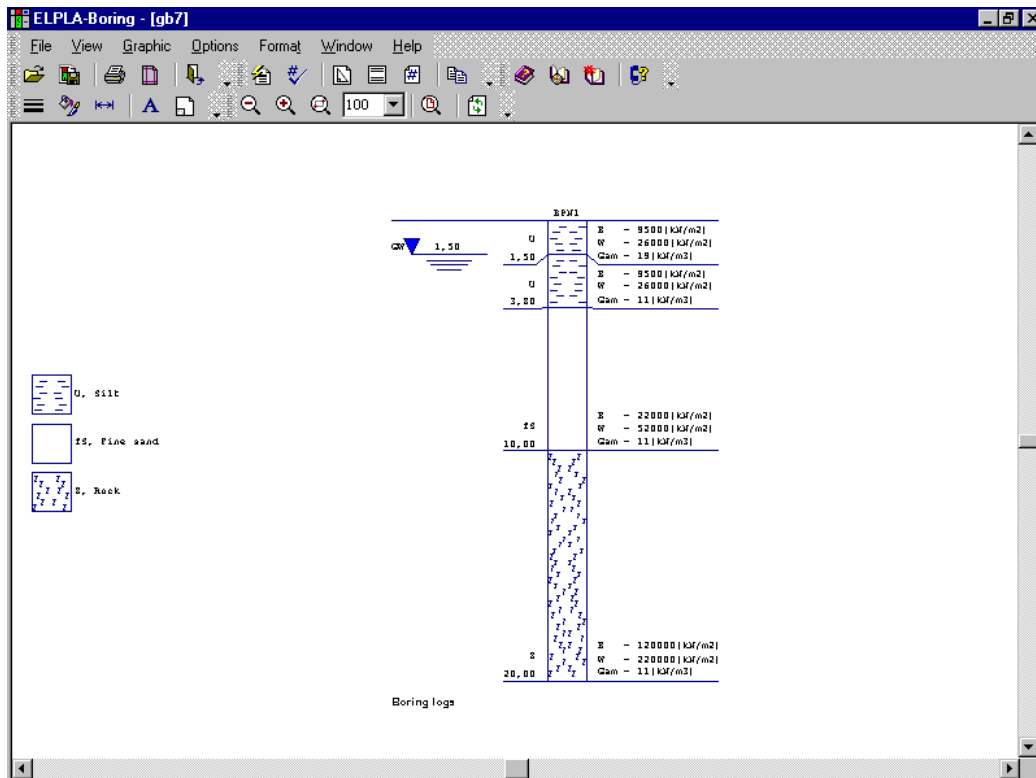 ELPLA-Boring - [gb7]
File View Graphic Options Format Window Help
100
BPN1
GW 1,50
U
1,50
E = 9500[kN/m2]
W = 26000[kN/m2]
Gam = 19[kN/m3]
U
3,80
E = 9500[kN/m2]
W = 26000[kN/m2]
Gam = 11[kN/m3]
U, Silt
fS, Fine sand
Z, Rock
fS
10,00
E = 22000[kN/m2]
W = 52000[kN/m2]
Gam = 11[kN/m3]
Z
20,00
E = 120000[kN/m2]
W = 220000[kN/m2]
Gam = 11[kN/m3]
Boring logs